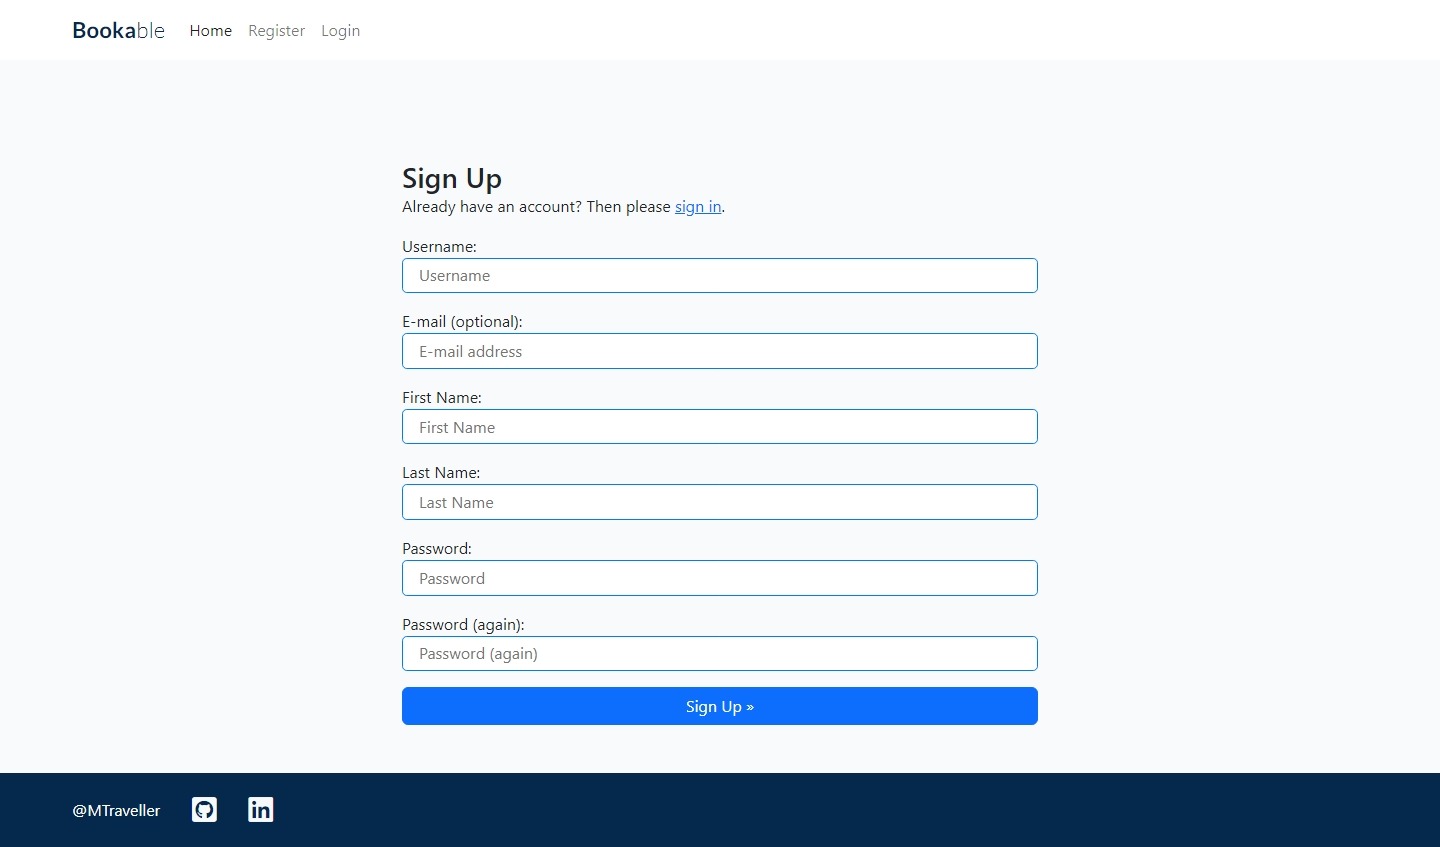 Bookable Home Register Login
Sign Up
Already have an account? Then please sign in.
Username:
Username
E-mail (optional):
E-mail address
First Name:
First Name
Last Name:
Last Name
Password:
Password
Password (again):
Password (again)
Sign Up »
@MTraveller in